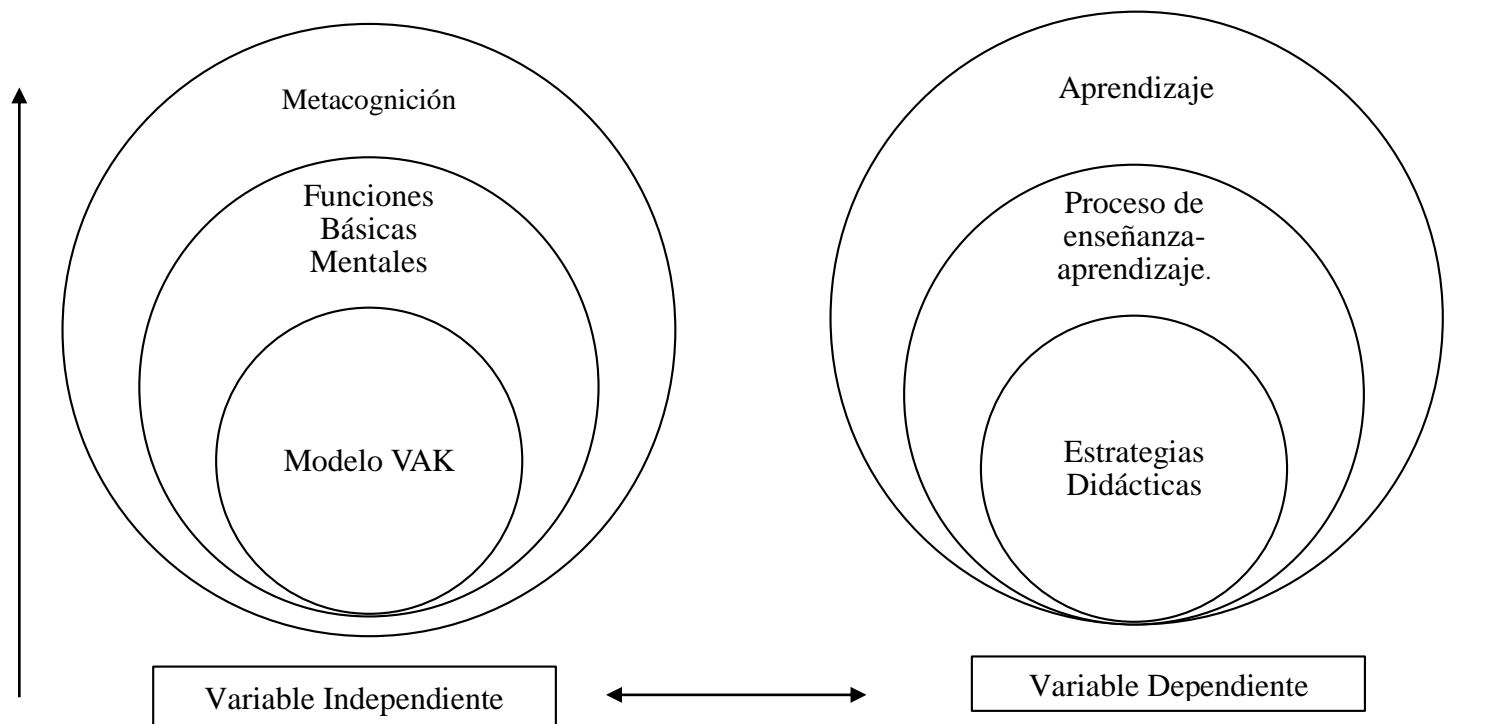 Metacognición
Funciones
Básicas
Mentales
Modelo VAK
Variable Independiente
Aprendizaje
Proceso de
enseñanza-
aprendizaje.
Estrategias
Didácticas
Variable Dependiente